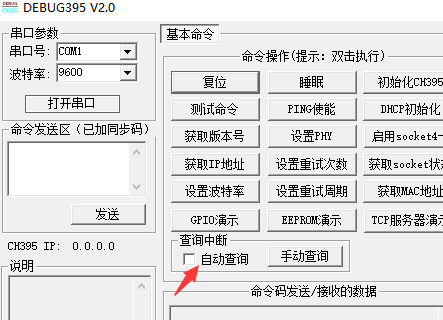 DEBUG395 V2.0
串口参数
串口号: COM1
波特率: 9600
打开串口
命令发送区（已加同步码）
发送
CH395 IP: 0.0.0.0
说明
基本命令
命令操作(提示: 双击执行)
复位 睡眠 初始化CH395
测试命令 PING使能 DHCP初始化
获取版本号 设置PHY 启用socket4-
获取IP地址 设置重试次数 获取socket状
设置波特率 设置重试周期 获取MAC地址
GPIO演示 EEPROM演示 TCP服务器演
查询中断
自动查询 手动查询
命令码发送/接收的数据